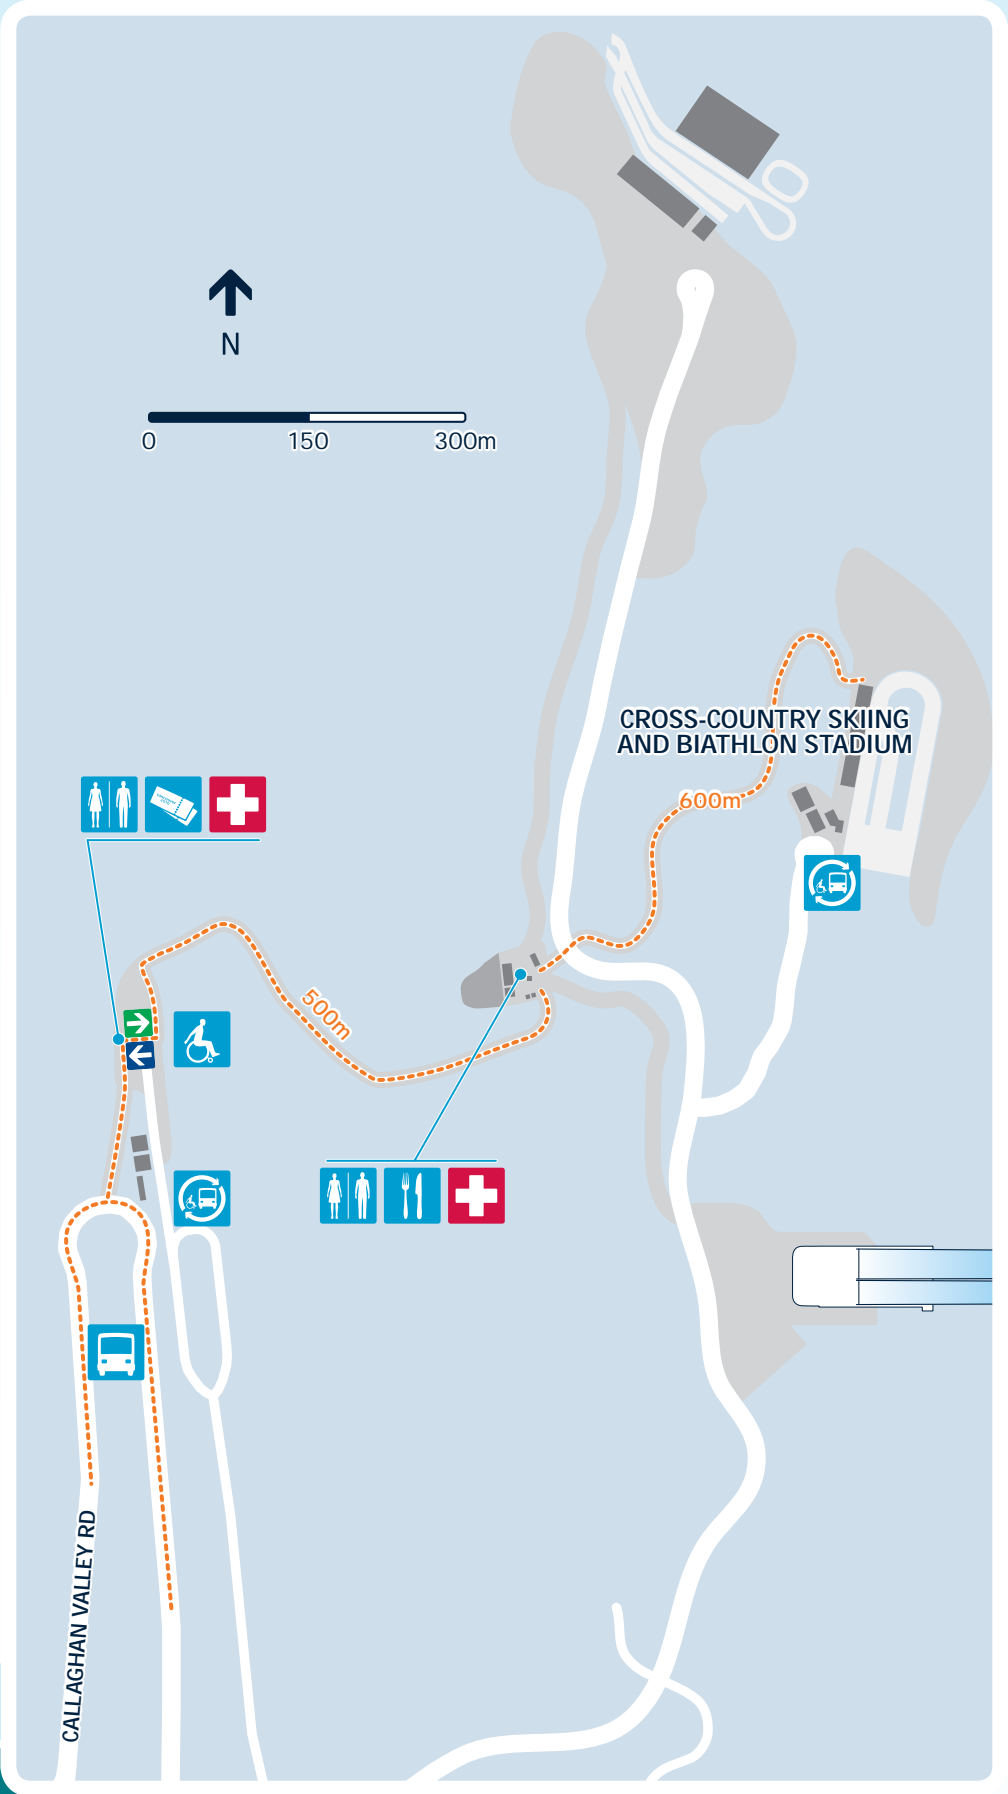 N
0 150 300m
CROSS-COUNTRY SKIING
AND BIATHLON STADIUM
600m
500m
CALLAGHAN VALLEY RD